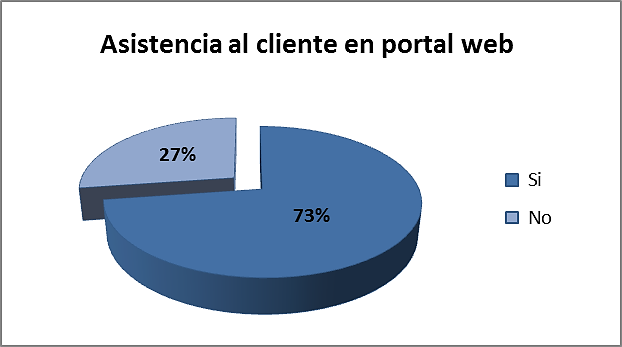 Asistencia al cliente en portal web
27%
73%
Si
No